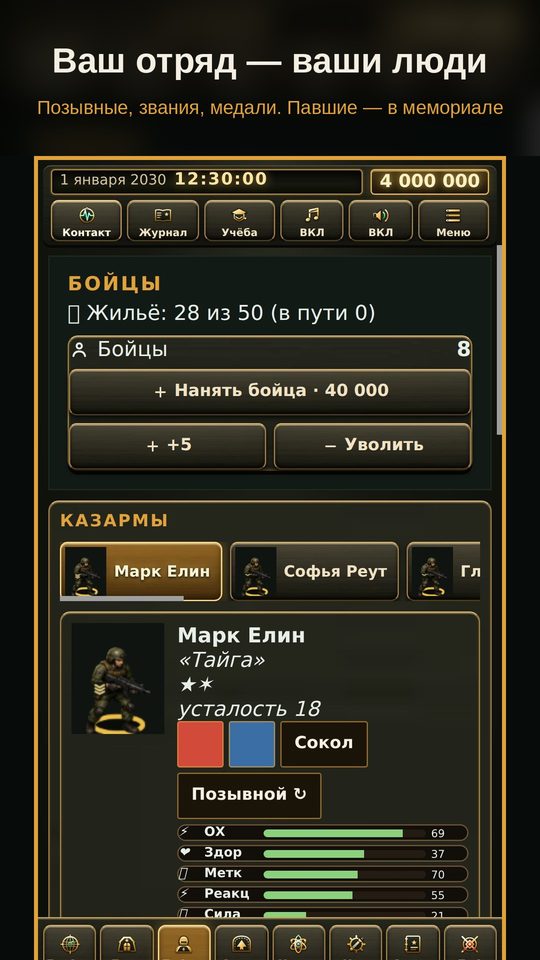 Ваш отряд — ваши люди
Позывные, звания, медали. Павшие — в мемориале
1 января 2030 12:30:00
4 000 000
Контакт
Журнал
Учёба
ВКЛ
ВКЛ
Меню
БОЙЦЫ
Жильё: 28 из 50 (в пути 0)
Бойцы 8
+ Нанять бойца · 40 000
+ +5
− Уволить
КАЗАРМЫ
Марк Елин
Софья Реут
Гл
Марк Елин
«Тайга»
★✶
усталость 18
Сокол
Позывной ↻
ОХ 69
Здор 37
Метк 70
Реакц 55
Сила 21